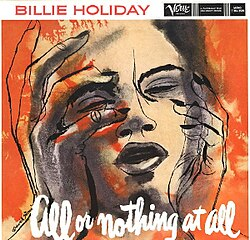 BILLIE HOLIDAY
Verve
All or nothing at all